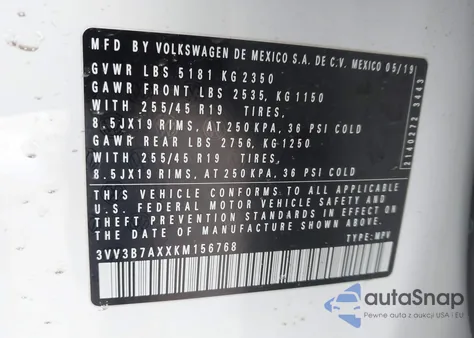 MFD BY VOLKSWAGEN DE MEXICO S.A. DE C.V. MEXICO 05/19
GVWR LBS 5181 KG 2350
GAWR FRONT LBS 2535, KG 1150
WITH 255/45 R19 TIRES,
8.5JX19 RIMS, AT 250 KPA, 36 PSI COLD
GAWR REAR LBS 2756, KG 1250
WITH 255/45 R19 TIRES,
8.5JX19 RIMS, AT 250 KPA, 36 PSI COLD
THIS VEHICLE CONFORMS TO ALL APPLICABLE
U.S. FEDERAL MOTOR VEHICLE SAFETY AND
THEFT PREVENTION STANDARDS IN EFFECT ON
THE DATE OF MANUFACTURE SHOWN ABOVE.
3VV3B7AXXKM156768 TYPE: MPV
2140272 3443
autaSnap
Pewne auta z aukcji USA i EU